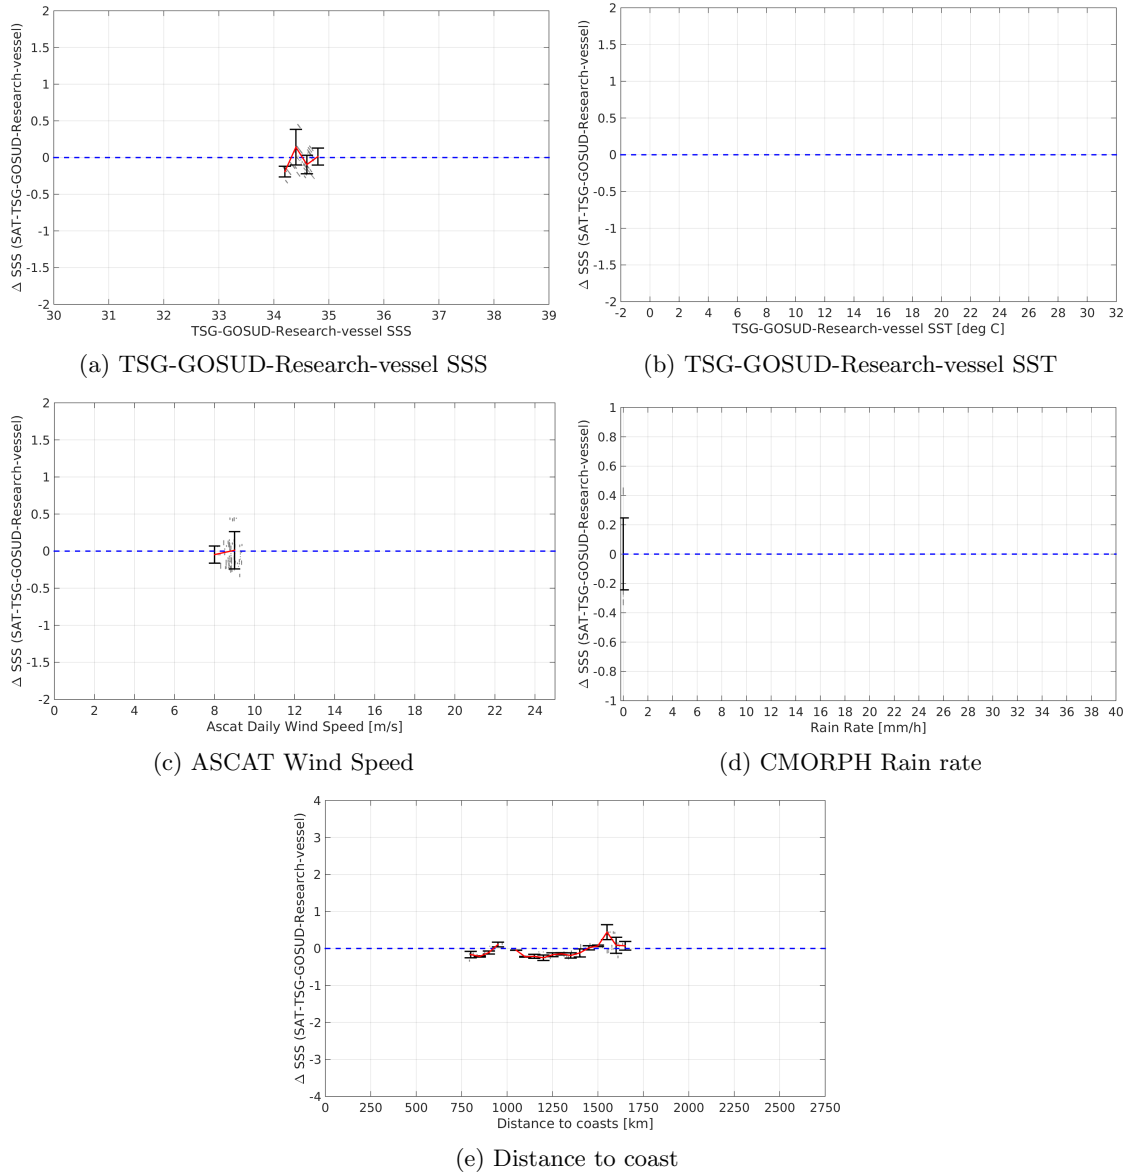 Δ SSS (SAT-TSG-GOSUD-Research-vessel)
2
1.5
1
0.5
0
-0.5
-1
-1.5
-2
30 31 32 33 34 35 36 37 38 39
TSG-GOSUD-Research-vessel SSS
(a) TSG-GOSUD-Research-vessel SSS
Δ SSS (SAT-TSG-GOSUD-Research-vessel)
2
1.5
1
0.5
0
-0.5
-1
-1.5
-2
-2 0 2 4 6 8 10 12 14 16 18 20 22 24 26 28 30 32
TSG-GOSUD-Research-vessel SST [deg C]
(b) TSG-GOSUD-Research-vessel SST
Δ SSS (SAT-TSG-GOSUD-Research-vessel)
2
1.5
1
0.5
0
-0.5
-1
-1.5
-2
0 2 4 6 8 10 12 14 16 18 20 22 24
Ascat Daily Wind Speed [m/s]
(c) ASCAT Wind Speed
Δ SSS (SAT-TSG-GOSUD-Research-vessel)
1
0.8
0.6
0.4
0.2
0
-0.2
-0.4
-0.6
-0.8
-1
0 2 4 6 8 10 12 14 16 18 20 22 24 26 28 30 32 34 36 38 40
Rain Rate [mm/h]
(d) CMORPH Rain rate
Δ SSS (SAT-TSG-GOSUD-Research-vessel)
4
3
2
1
0
-1
-2
-3
-4
0 250 500 750 1000 1250 1500 1750 2000 2250 2500 2750
Distance to coasts [km]
(e) Distance to coast